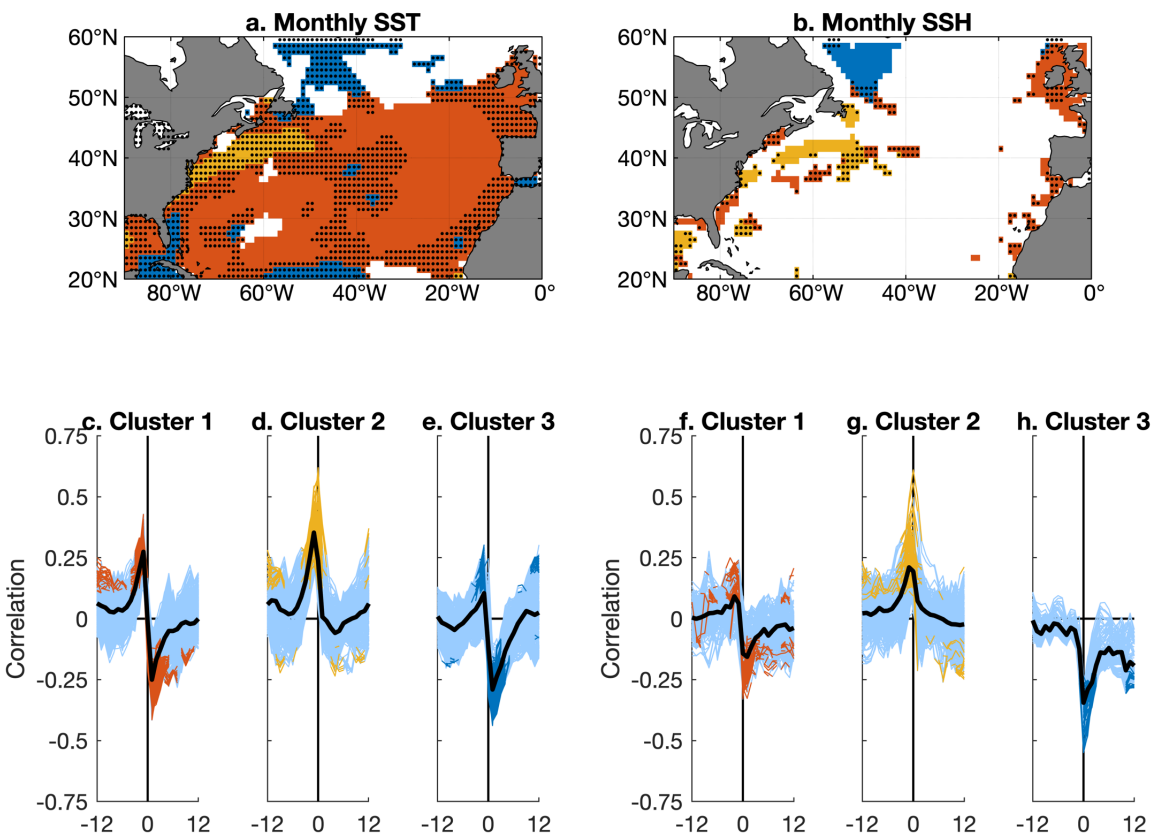 a. Monthly SST
b. Monthly SSH
60°N
50°N
40°N
30°N
20°N
80°W
60°W
40°W
20°W
0°
60°N
50°N
40°N
30°N
20°N
80°W
60°W
40°W
20°W
0°
c. Cluster 1
d. Cluster 2
e. Cluster 3
f. Cluster 1
g. Cluster 2
h. Cluster 3
Correlation
0.75
0.5
0.25
0
-0.25
-0.5
-0.75
-12 0 12
-12 0 12
-12 0 12
Correlation
0.75
0.5
0.25
0
-0.25
-0.5
-0.75
-12 0 12
-12 0 12
-12 0 12